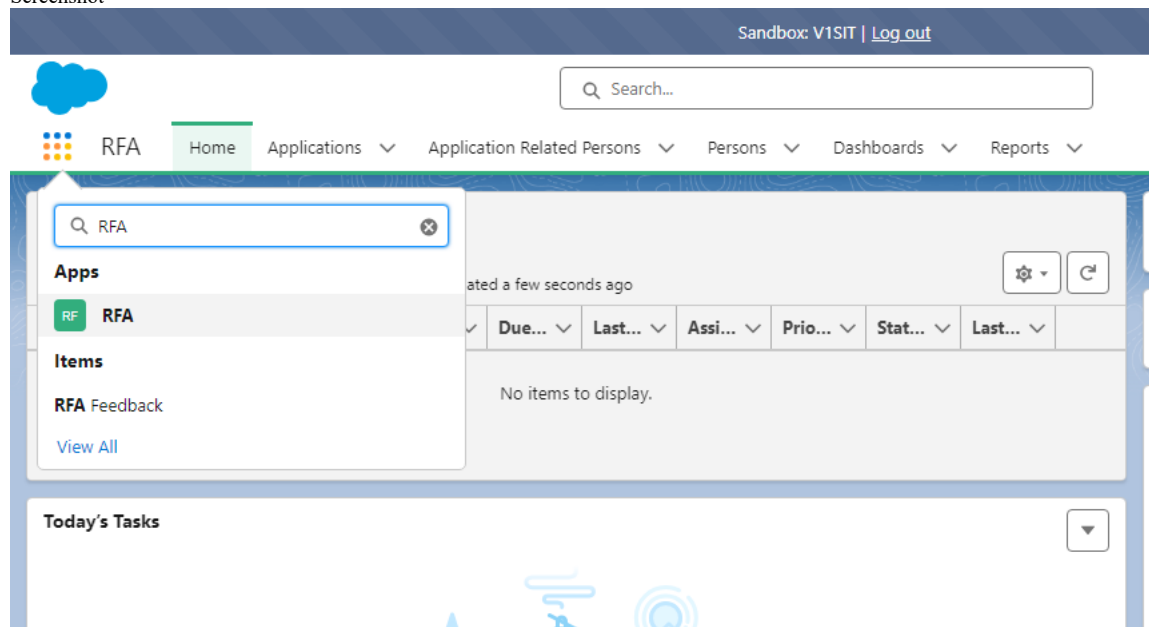 Sandbox: V1SIT | Log out
Search...
RFA Home Applications Application Related Persons Persons Dashboards Reports
RFA
Apps
ated a few seconds ago
RF RFA
Due... Last... Assi... Prio... Stat... Last...
Items
No items to display.
RFA Feedback
View All
Today's Tasks